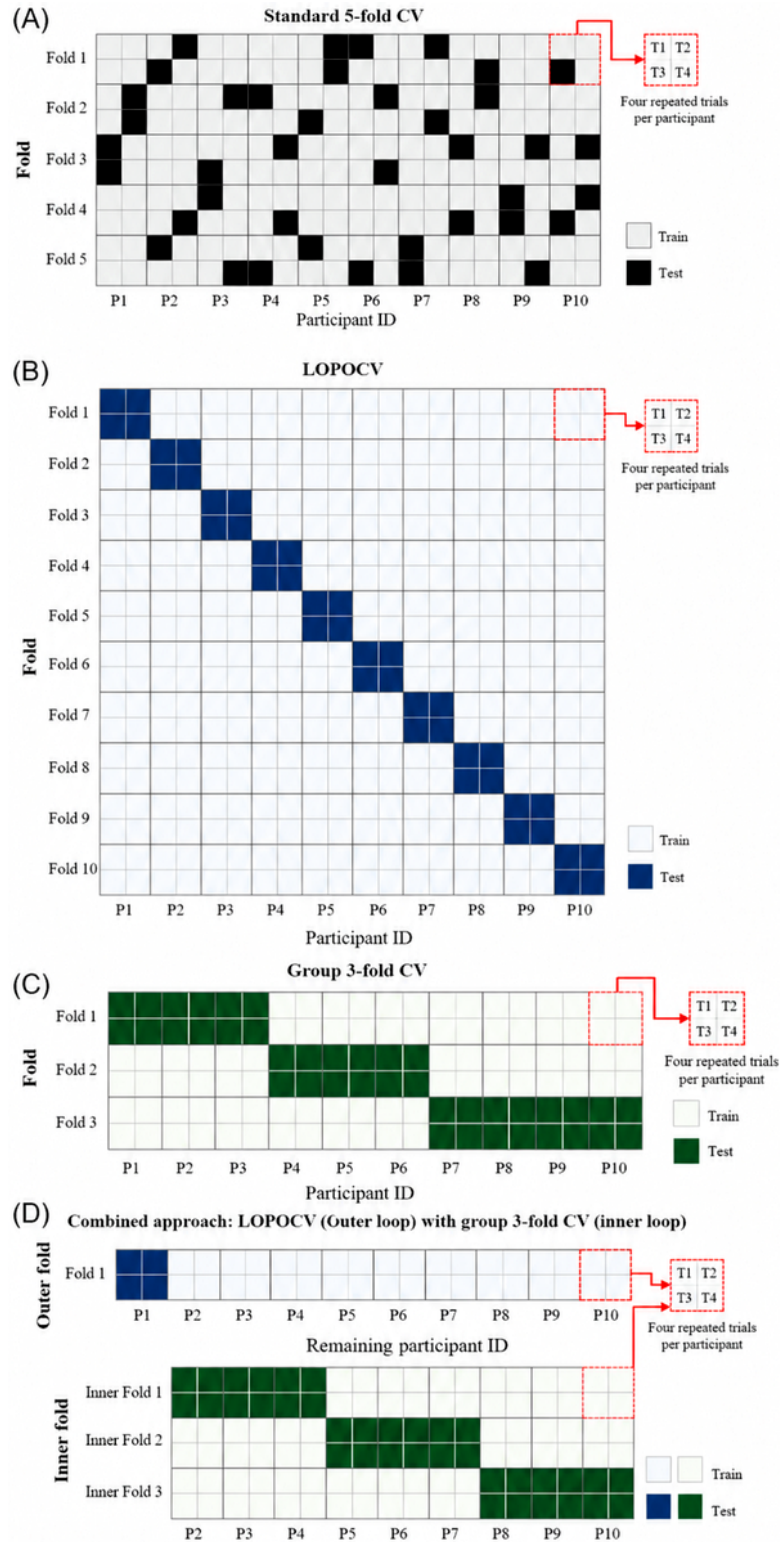 (A)
Standard 5-fold CV
Fold 1
Fold 2
Fold 3
Fold 4
Fold 5
Fold
T1 T2
T3 T4
Four repeated trials
per participant
Train
Test
P1 P2 P3 P4 P5 P6 P7 P8 P9 P10
Participant ID
(B)
LOPOCV
Fold 1
Fold 2
Fold 3
Fold 4
Fold 5
Fold 6
Fold 7
Fold 8
Fold 9
Fold 10
Fold
T1 T2
T3 T4
Four repeated trials
per participant
Train
Test
P1 P2 P3 P4 P5 P6 P7 P8 P9 P10
Participant ID
(C)
Group 3-fold CV
Fold 1
Fold 2
Fold 3
Fold
T1 T2
T3 T4
Four repeated trials
per participant
Train
Test
P1 P2 P3 P4 P5 P6 P7 P8 P9 P10
Participant ID
(D)
Combined approach: LOPOCV (Outer loop) with group 3-fold CV (inner loop)
Outer fold
Fold 1
T1 T2
T3 T4
Four repeated trials
per participant
P1 P2 P3 P4 P5 P6 P7 P8 P9 P10
Remaining participant ID
Inner fold
Inner Fold 1
Inner Fold 2
Inner Fold 3
Train
Test
P2 P3 P4 P5 P6 P7 P8 P9 P10